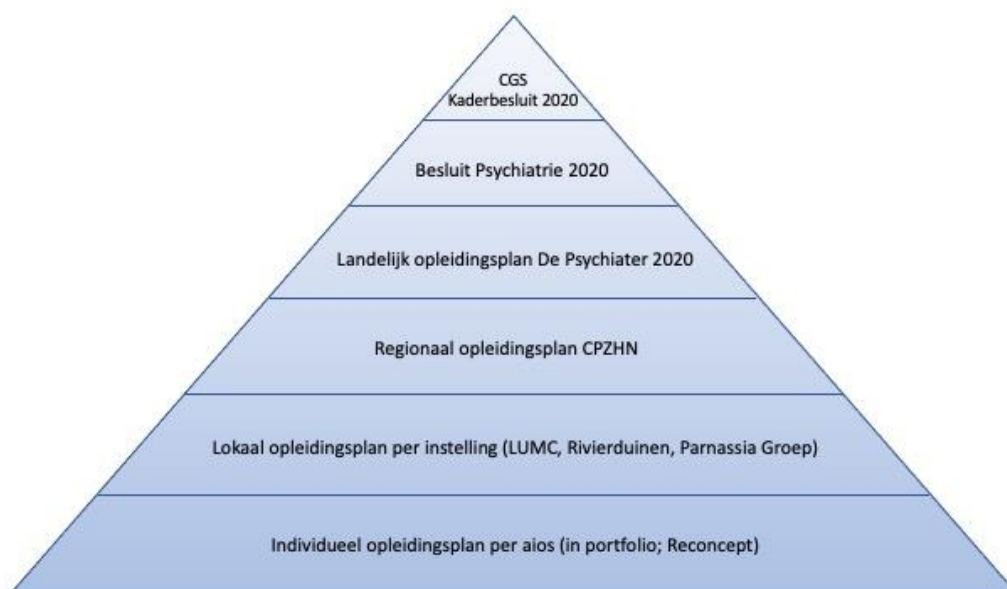 CGS
Kaderbesluit 2020
Besluit Psychiatrie 2020
Landelijk opleidingsplan De Psychiater 2020
Regionaal opleidingsplan CPZHN
Lokaal opleidingsplan per instelling (LUMC, Rivierduinen, Parnassia Groep)
Individueel opleidingsplan per aios (in portfolio; Reconcept)